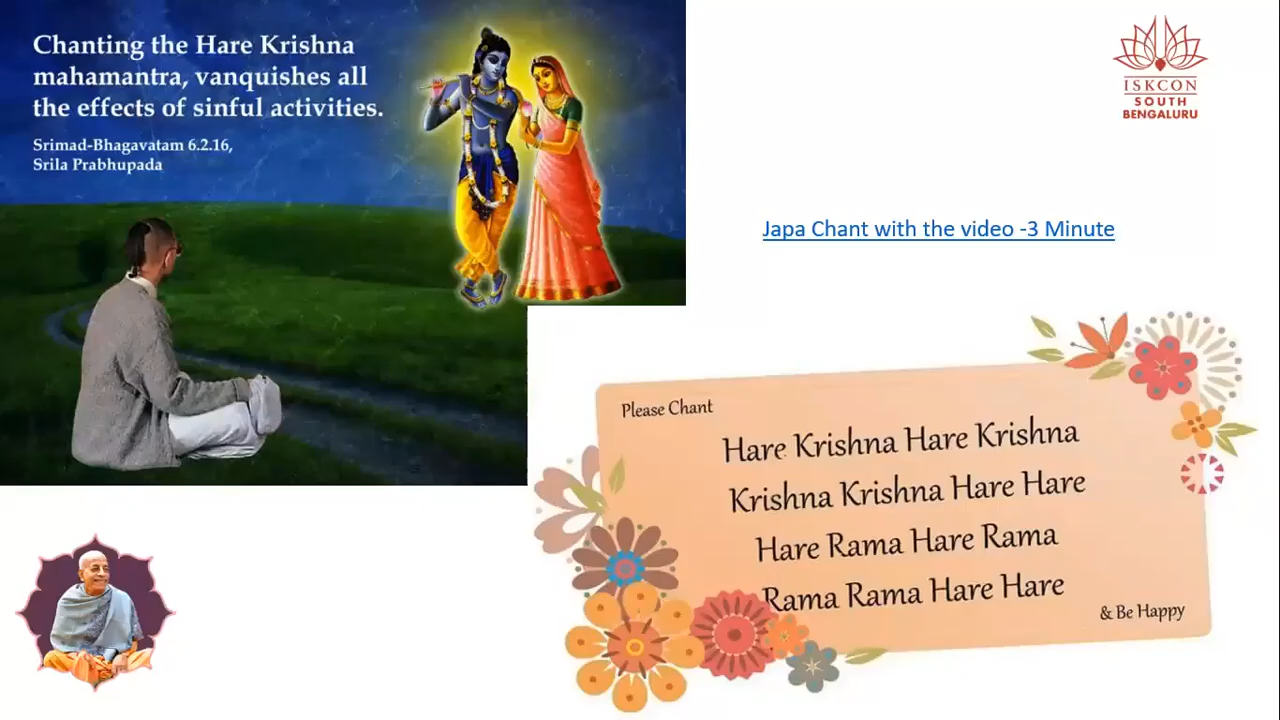 Chanting the Hare Krishna
mahamantra, vanquishes all
the effects of sinful activities.
Srimad-Bhagavatam 6.2.16,
Srila Prabhupada
ISKCON
SOUTH
BENGALURU
Japa Chant with the video -3 Minute
Please Chant
Hare Krishna Hare Krishna
Krishna Krishna Hare Hare
Hare Rama Hare Rama
Rama Rama Hare Hare
& Be Happy